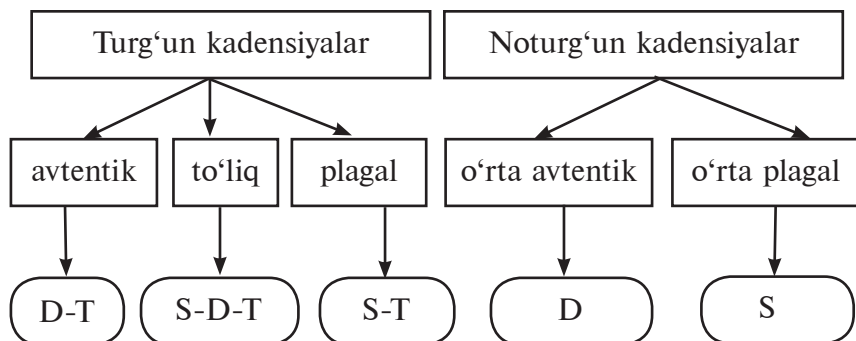 Turg‘un kadensiyalar
Noturg‘un kadensiyalar
avtentik
to‘liq
plagal
o‘rta avtentik
o‘rta plagal
D-T
S-D-T
S-T
D
S